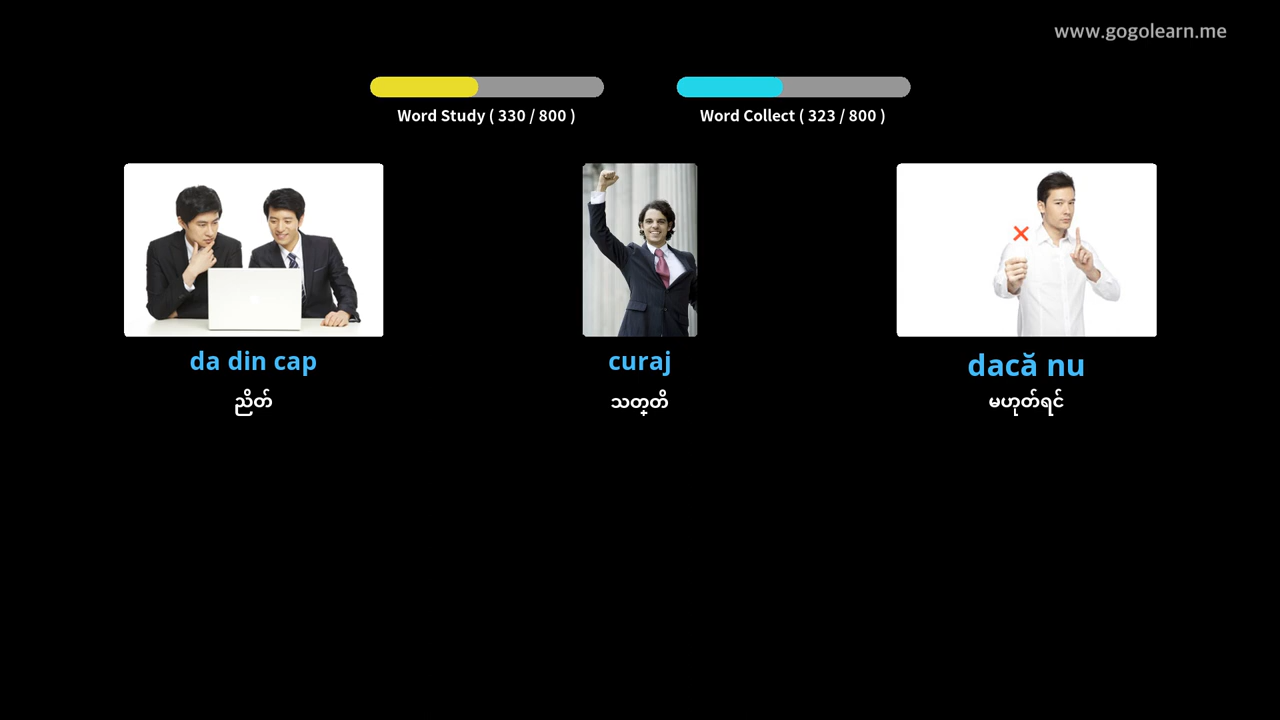 www.gogolearn.me
Word Study ( 330 / 800 )
Word Collect ( 323 / 800 )
da din cap
curaj
dacă nu
ညိတ်
သတ္တိ
မဟုတ်ရင်